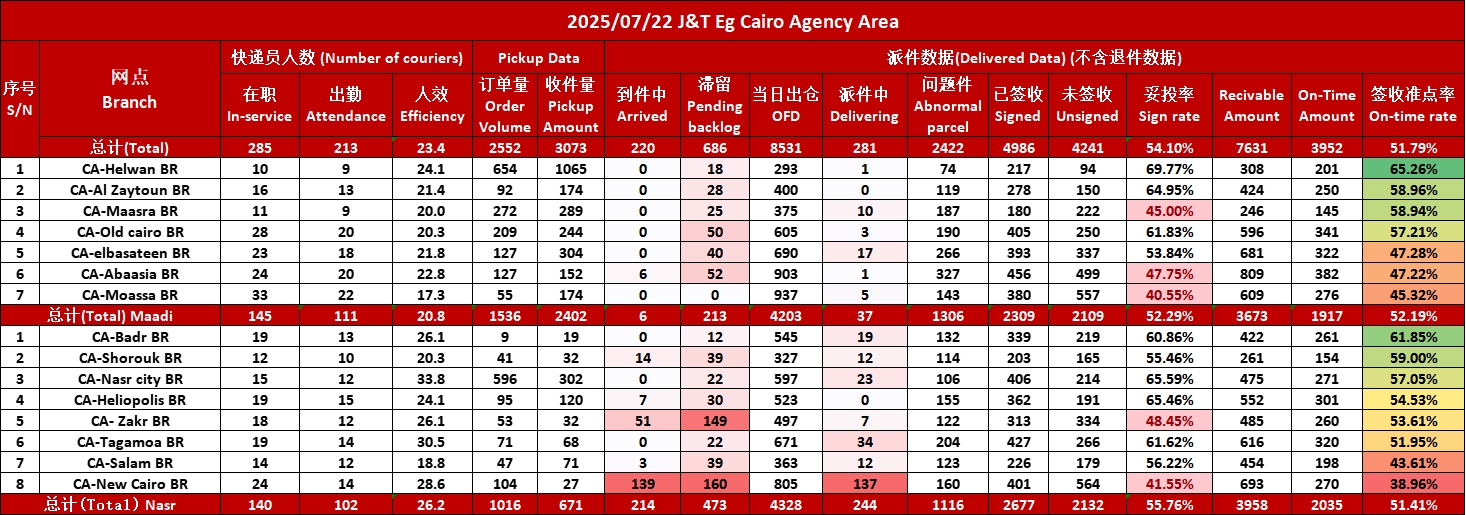 2025/07/22 J&T Eg Cairo Agency Area
序号 S/N 网点 Branch 快递员人数 (Number of couriers) Pickup Data 派件数据(Delivered Data) (不含退件数据)
在职 In-service 出勤 Attendance 人效 Efficiency 订单量 Order Volume 收件量 Pickup Amount 到件中 Arrived 滞留 Pending backlog 当日出仓 OFD 派件中 Delivering 问题件 Abnormal parcel 已签收 Signed 未签收 Unsigned 妥投率 Sign rate Recivable Amount On-Time Amount 签收准点率 On-time rate
总计(Total) 285 213 23.4 2552 3073 220 686 8531 281 2422 4986 4241 54.10% 7631 3952 51.79%
1 CA-Helwan BR 10 9 24.1 654 1065 0 18 293 1 74 217 94 69.77% 308 201 65.26%
2 CA-Al Zaytoun BR 16 13 21.4 92 174 0 28 400 0 119 278 150 64.95% 424 250 58.96%
3 CA-Maasra BR 11 9 20.0 272 289 0 25 375 10 187 180 222 45.00% 246 145 58.94%
4 CA-Old cairo BR 28 20 20.3 209 244 0 50 605 3 190 405 250 61.83% 596 341 57.21%
5 CA-elbasateen BR 23 18 21.8 127 304 0 40 690 17 266 393 337 53.84% 681 322 47.28%
6 CA-Abaasia BR 24 20 22.8 127 152 6 52 903 1 327 456 499 47.75% 809 382 47.22%
7 CA-Moassa BR 33 22 17.3 55 174 0 0 937 5 143 380 557 40.55% 609 276 45.32%
总计(Total) Maadi 145 111 20.8 1536 2402 6 213 4203 37 1306 2309 2109 52.29% 3673 1917 52.19%
1 CA-Badr BR 19 13 26.1 9 19 0 12 545 19 132 339 219 60.86% 422 261 61.85%
2 CA-Shorouk BR 12 10 20.3 41 32 14 39 327 12 114 203 165 55.46% 261 154 59.00%
3 CA-Nasr city BR 15 12 33.8 596 302 0 22 597 23 106 406 214 65.59% 475 271 57.05%
4 CA-Heliopolis BR 19 15 24.1 95 120 7 30 523 0 155 362 191 65.46% 552 301 54.53%
5 CA- Zakr BR 18 12 26.1 53 32 51 149 497 7 122 313 334 48.45% 485 260 53.61%
6 CA-Tagamoa BR 19 14 30.5 71 68 0 22 671 34 204 427 266 61.62% 616 320 51.95%
7 CA-Salam BR 14 12 18.8 47 71 3 39 363 12 123 226 179 56.22% 454 198 43.61%
8 CA-New Cairo BR 24 14 28.6 104 27 139 160 805 137 160 401 564 41.55% 693 270 38.96%
总计(Total) Nasr 140 102 26.2 1016 671 214 473 4328 244 1116 2677 2132 55.76% 3958 2035 51.41%